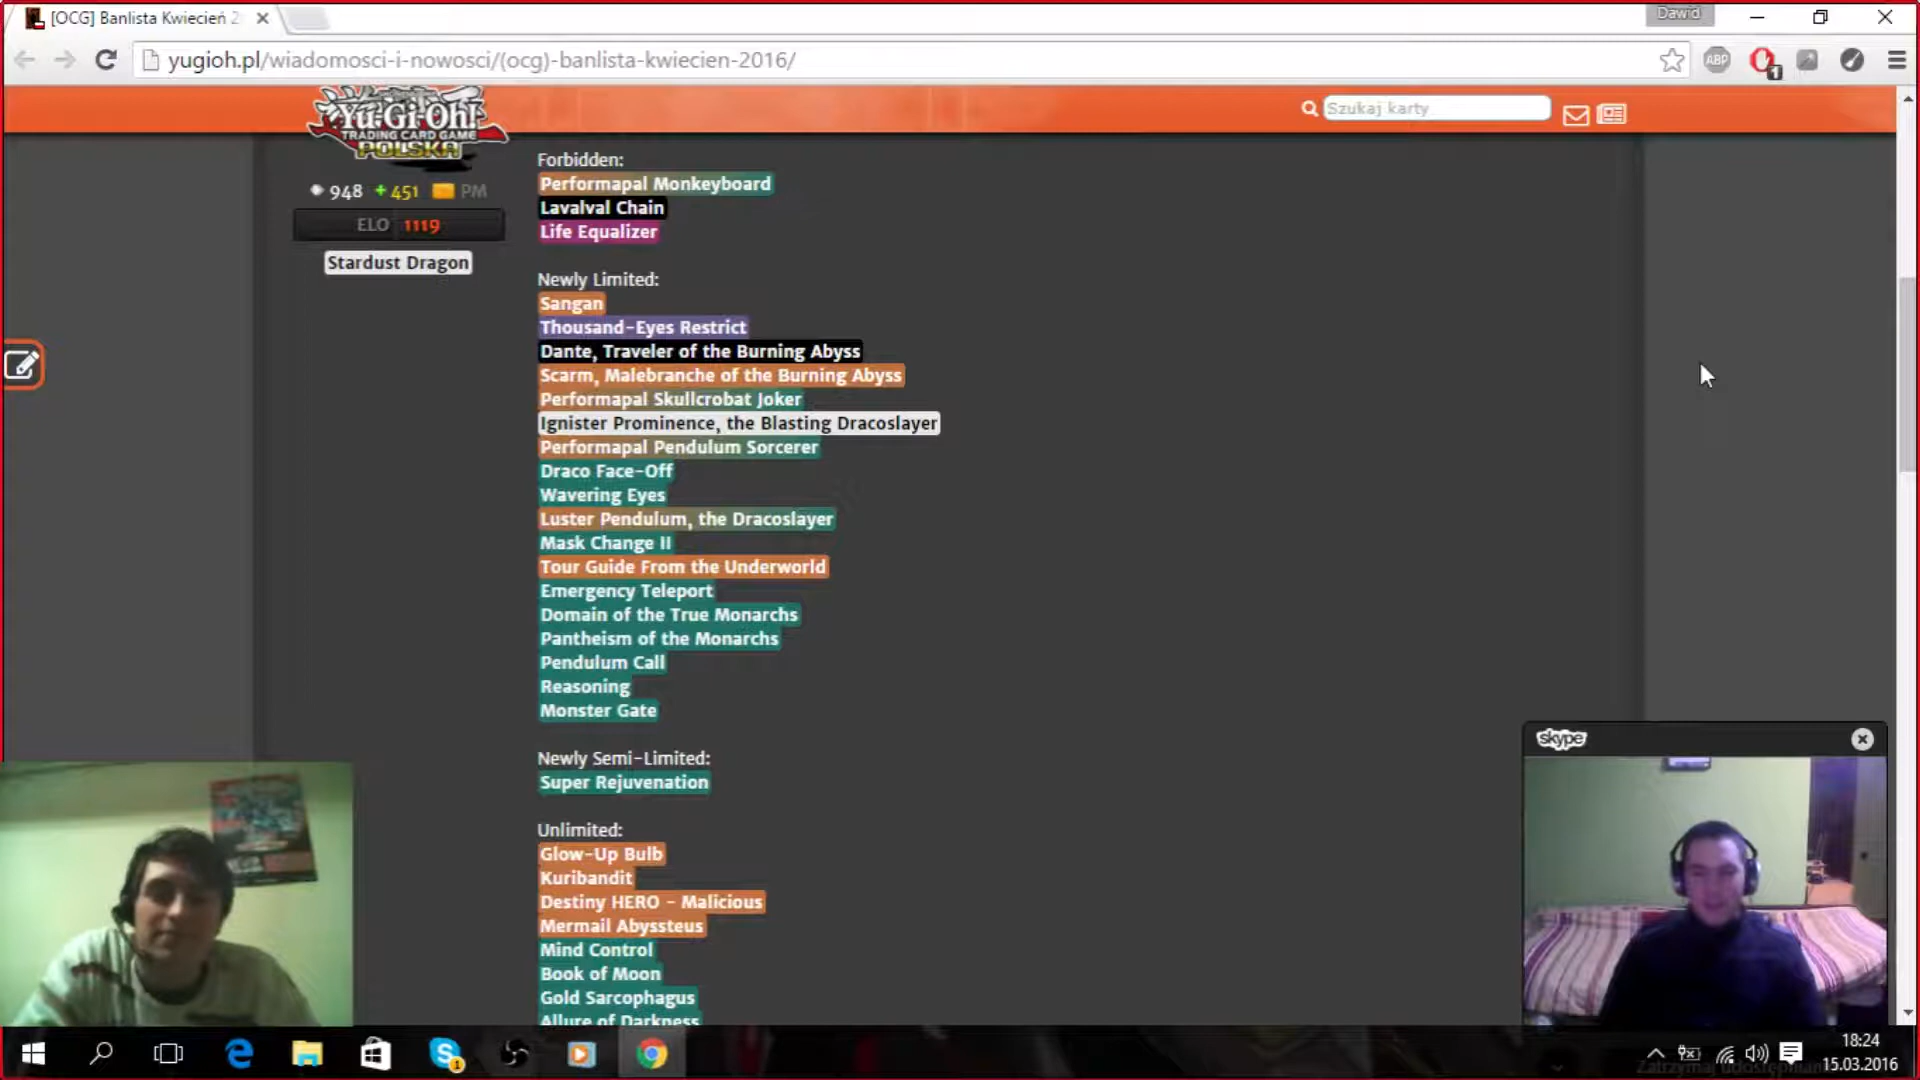 [OCG] Banlista Kwiecień 2
Dawid
yugioh.pl/wiadomosci-i-nowosci/(ocg)-banlista-kwiecien-2016/
ABP
1
Yu-Gi-Oh!
TRADING CARD GAME
POLSKA
Szukaj karty
948 +451 PM
ELO 1119
Stardust Dragon
Forbidden:
Performapal Monkeyboard
Lavalval Chain
Life Equalizer
Newly Limited:
Sangan
Thousand-Eyes Restrict
Dante, Traveler of the Burning Abyss
Scarm, Malebranche of the Burning Abyss
Performapal Skullcrobat Joker
Ignister Prominence, the Blasting Dracoslayer
Performapal Pendulum Sorcerer
Draco Face-Off
Wavering Eyes
Luster Pendulum, the Dracoslayer
Mask Change II
Tour Guide From the Underworld
Emergency Teleport
Domain of the True Monarchs
Pantheism of the Monarchs
Pendulum Call
Reasoning
Monster Gate
Newly Semi-Limited:
Super Rejuvenation
Unlimited:
Glow-Up Bulb
Kuribandit
Destiny HERO - Malicious
Mermail Abyssteus
Mind Control
Book of Moon
Gold Sarcophagus
Allure of Darkness
skype
1
18:24
15.03.2016